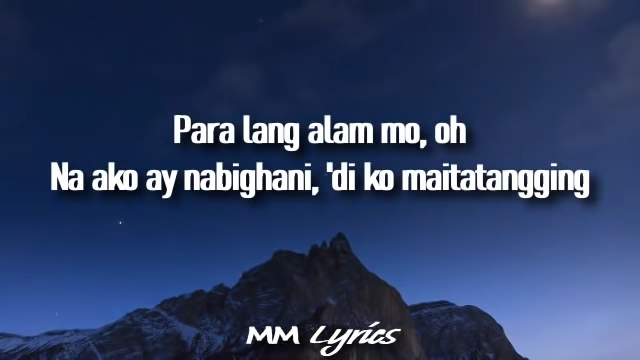 Para lang alam mo, oh
Na ako ay nabighani, 'di ko maitatangging
MM Lyrics